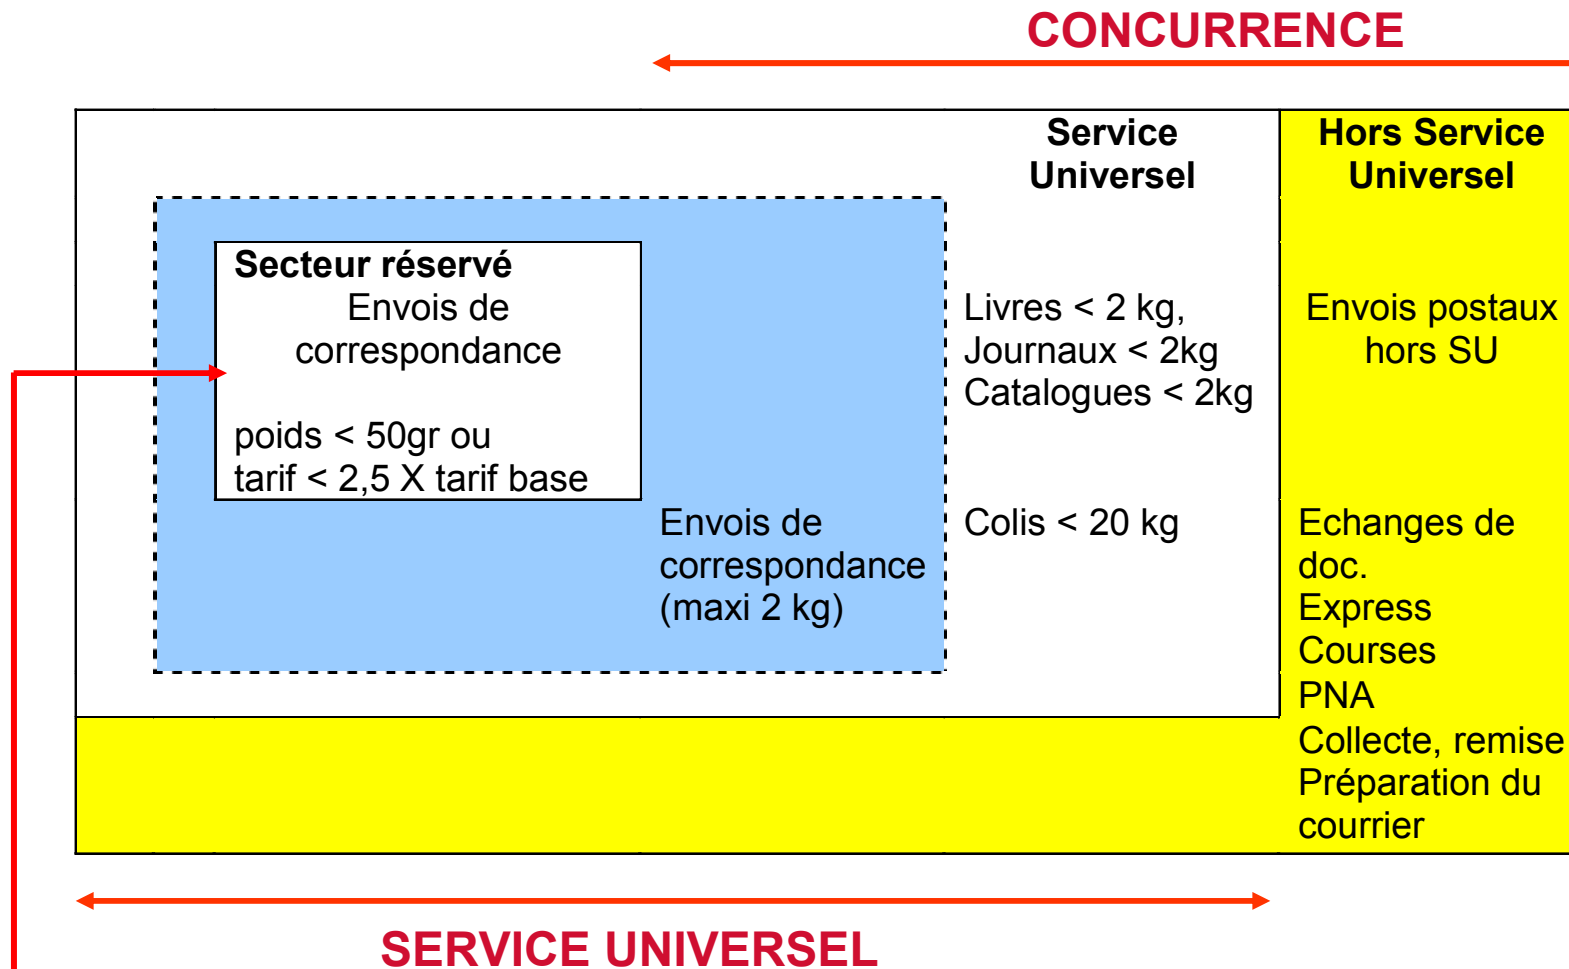 CONCURRENCE
Service
Universel
Hors Service
Universel
Secteur réservé
Envois de
correspondance
poids < 50gr ou
tarif < 2,5 X tarif base
Livres < 2 kg,
Journaux < 2kg
Catalogues < 2kg
Envois postaux
hors SU
Envois de
correspondance
(maxi 2 kg)
Colis < 20 kg
Echanges de
doc.
Express
Courses
PNA
Collecte, remise
Préparation du
courrier
SERVICE UNIVERSEL